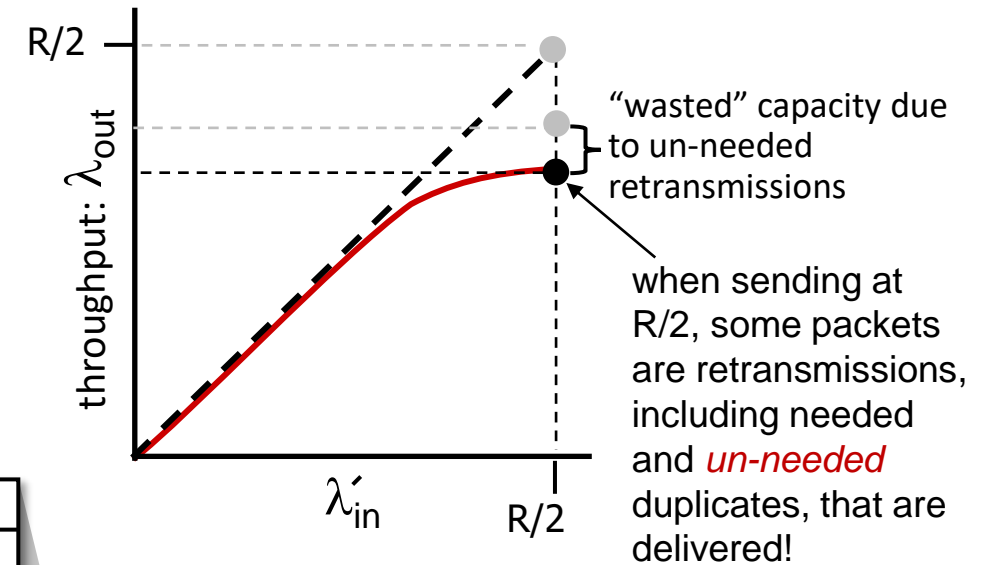 R/2
throughput: λout
“wasted” capacity due
to un-needed
retransmissions
when sending at
R/2, some packets
are retransmissions,
including needed
and un-needed
duplicates, that are
delivered!
λ′in
R/2